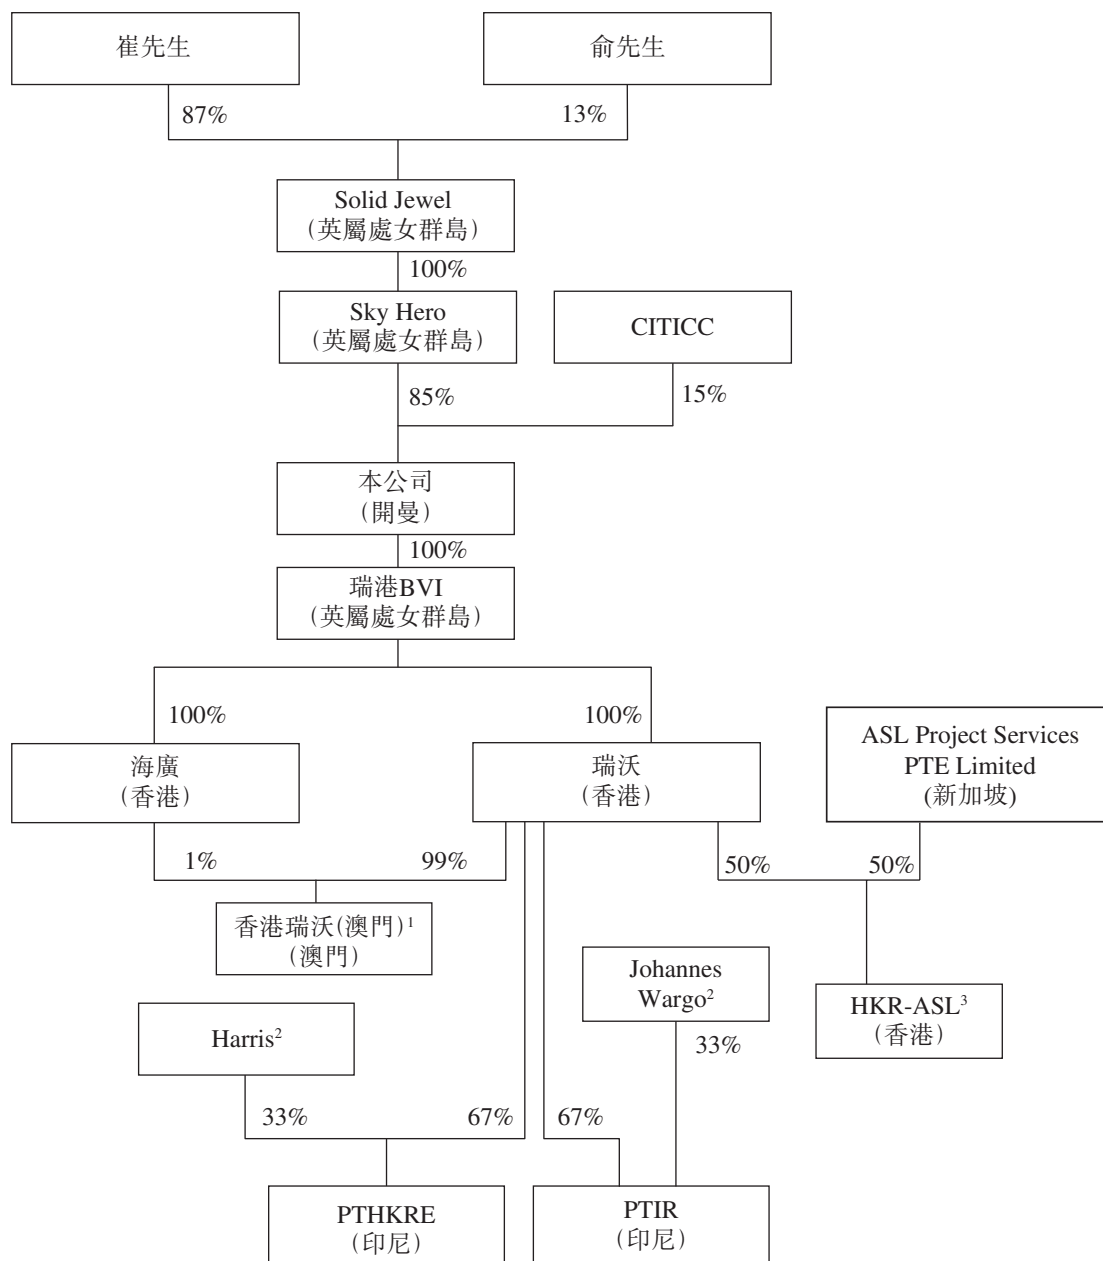 崔先生
俞先生
87%
13%
Solid Jewel
(英屬處女群島)
100%
Sky Hero
(英屬處女群島)
CITICC
85%
15%
本公司
(開曼)
100%
瑞港BVI
(英屬處女群島)
100%
100%
海廣
(香港)
瑞沃
(香港)
ASL Project Services
PTE Limited
(新加坡)
1%
99%
50%
50%
香港瑞沃(澳門)¹
(澳門)
Johannes
Wargo²
HKR-ASL³
(香港)
Harris²
33%
33%
67%
67%
PTHKRE
(印尼)
PTIR
(印尼)